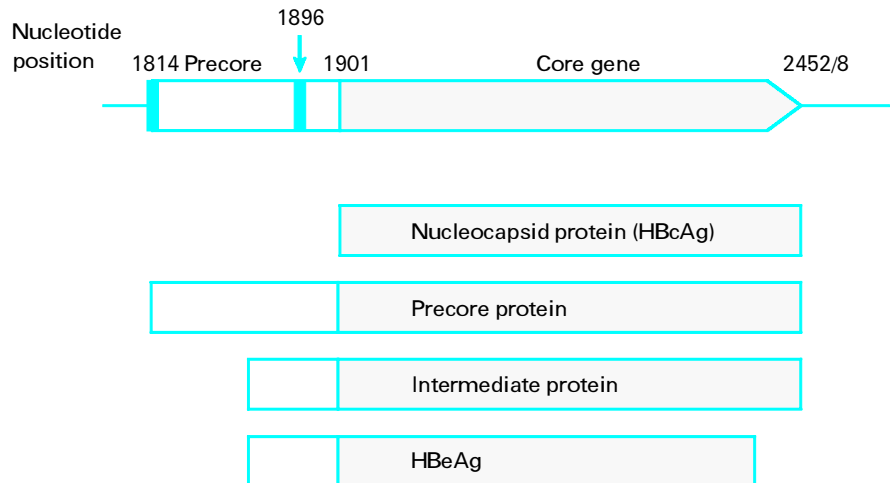 1896
Nucleotide
position
1814 Precore
1901
Core gene
2452/8
Nucleocapsid protein (HBcAg)
Precore protein
Intermediate protein
HBeAg